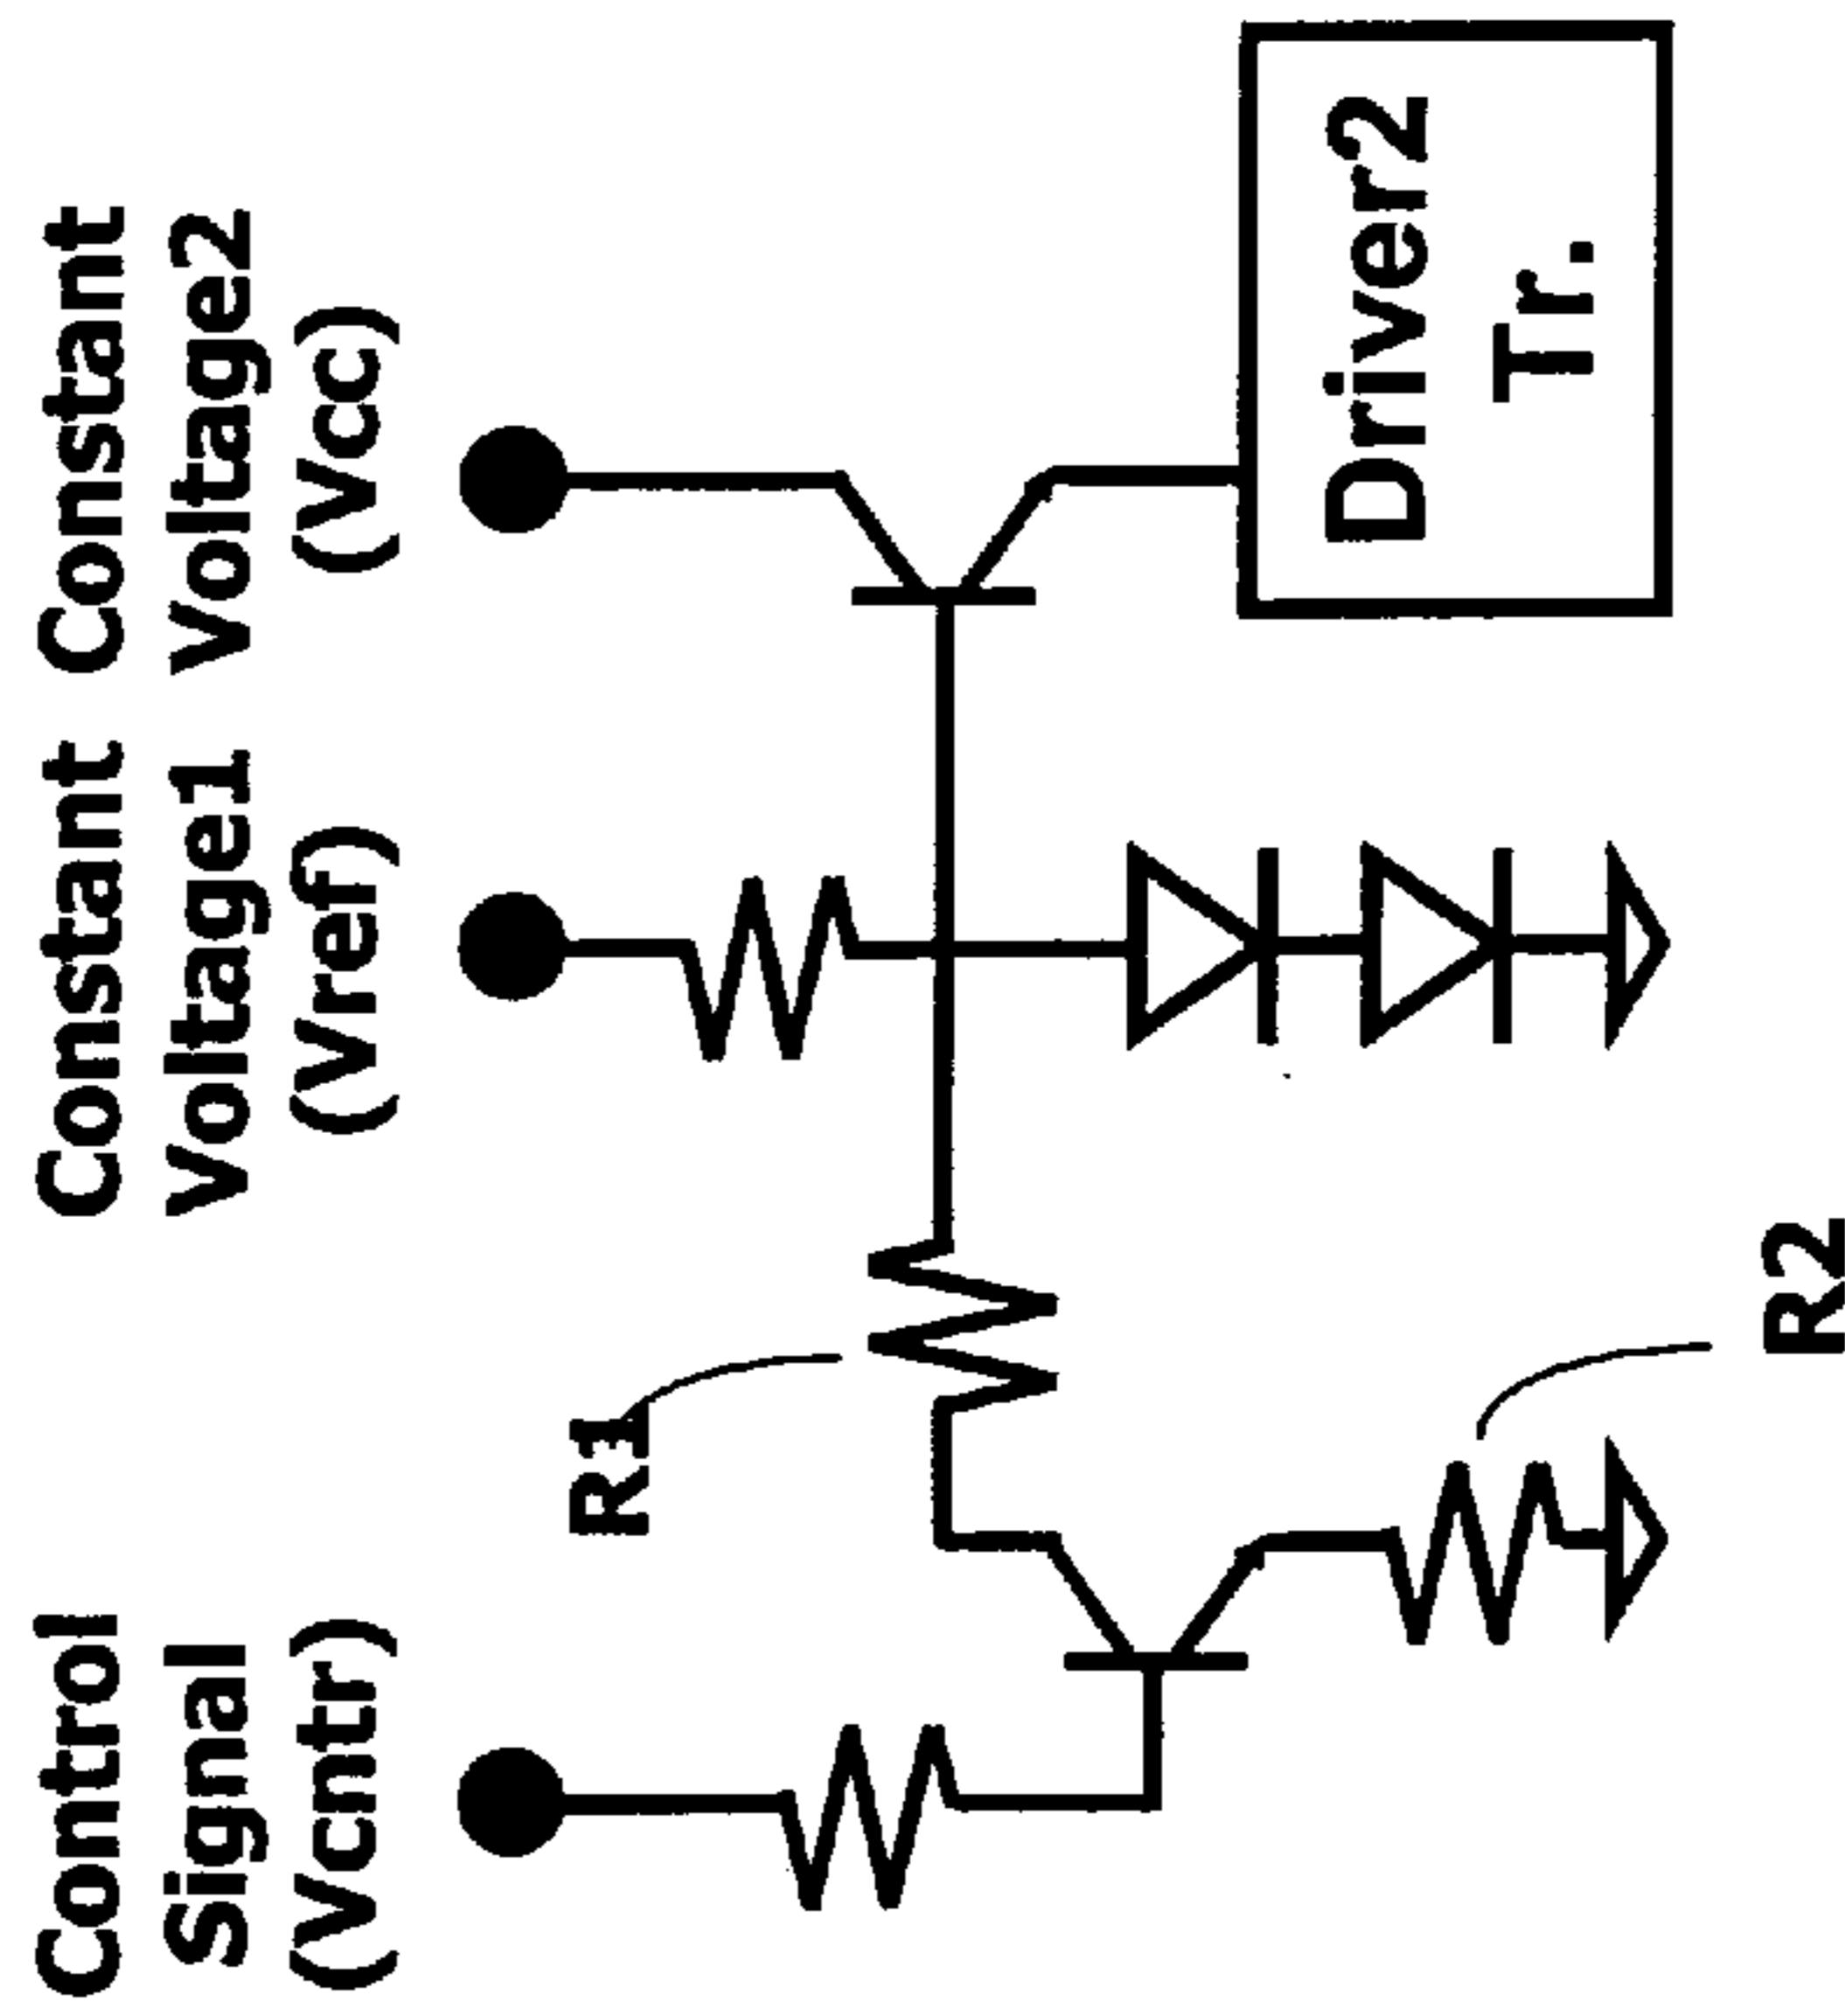 Control
Signal
(Vcntr)
Constant
Voltage1
(Vref)
Constant
Voltage2
(Vcc)
R1
R2
Driver2
Tr.